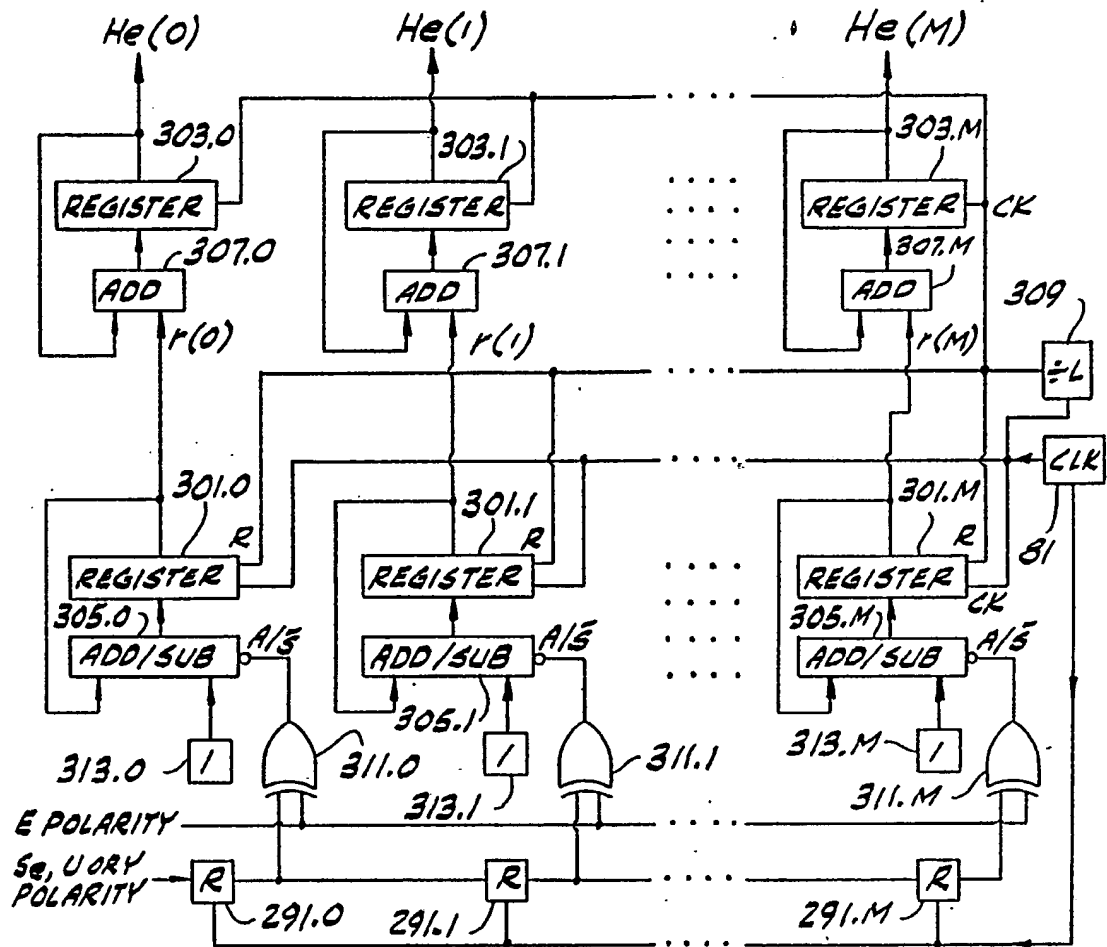 He(0) He(1) He(M)
303.0 303.1 303.M
REGISTER REGISTER REGISTER CK
307.0 307.1 307.M
ADD ADD ADD
309
r(0) r(1) r(M)
÷L
CLK
301.0 301.1 301.M
81
R R R
REGISTER REGISTER REGISTER
CK
305.0 A/S̄ A/S̄ 305.M A/S̄
ADD/SUB ADD/SUB ADD/SUB
305.1
1 1 1
313.0 311.0 313.1 311.1 313.M 311.M
E POLARITY
Se, U OR Y
POLARITY
R R R
291.0 291.1 291.M